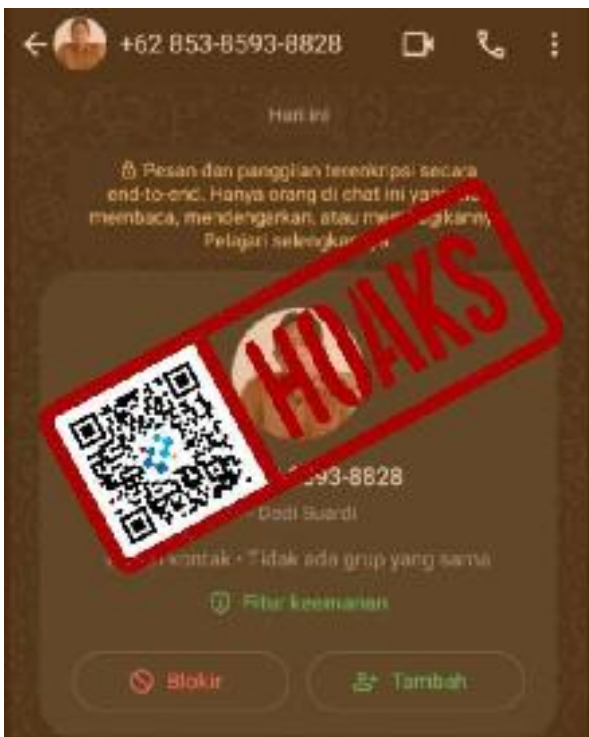 +62 853-8593-8828
Hari ini
Pesan dan panggilan terenkripsi secara
end-to-end. Hanya orang di chat ini yang
membaca, mendengarkan, atau
Pelajari
HOAKS
8828
Dodi Suardi
kontak • Tidak ada grup yang sama
Fitur keamanan
Blokir
Tambah